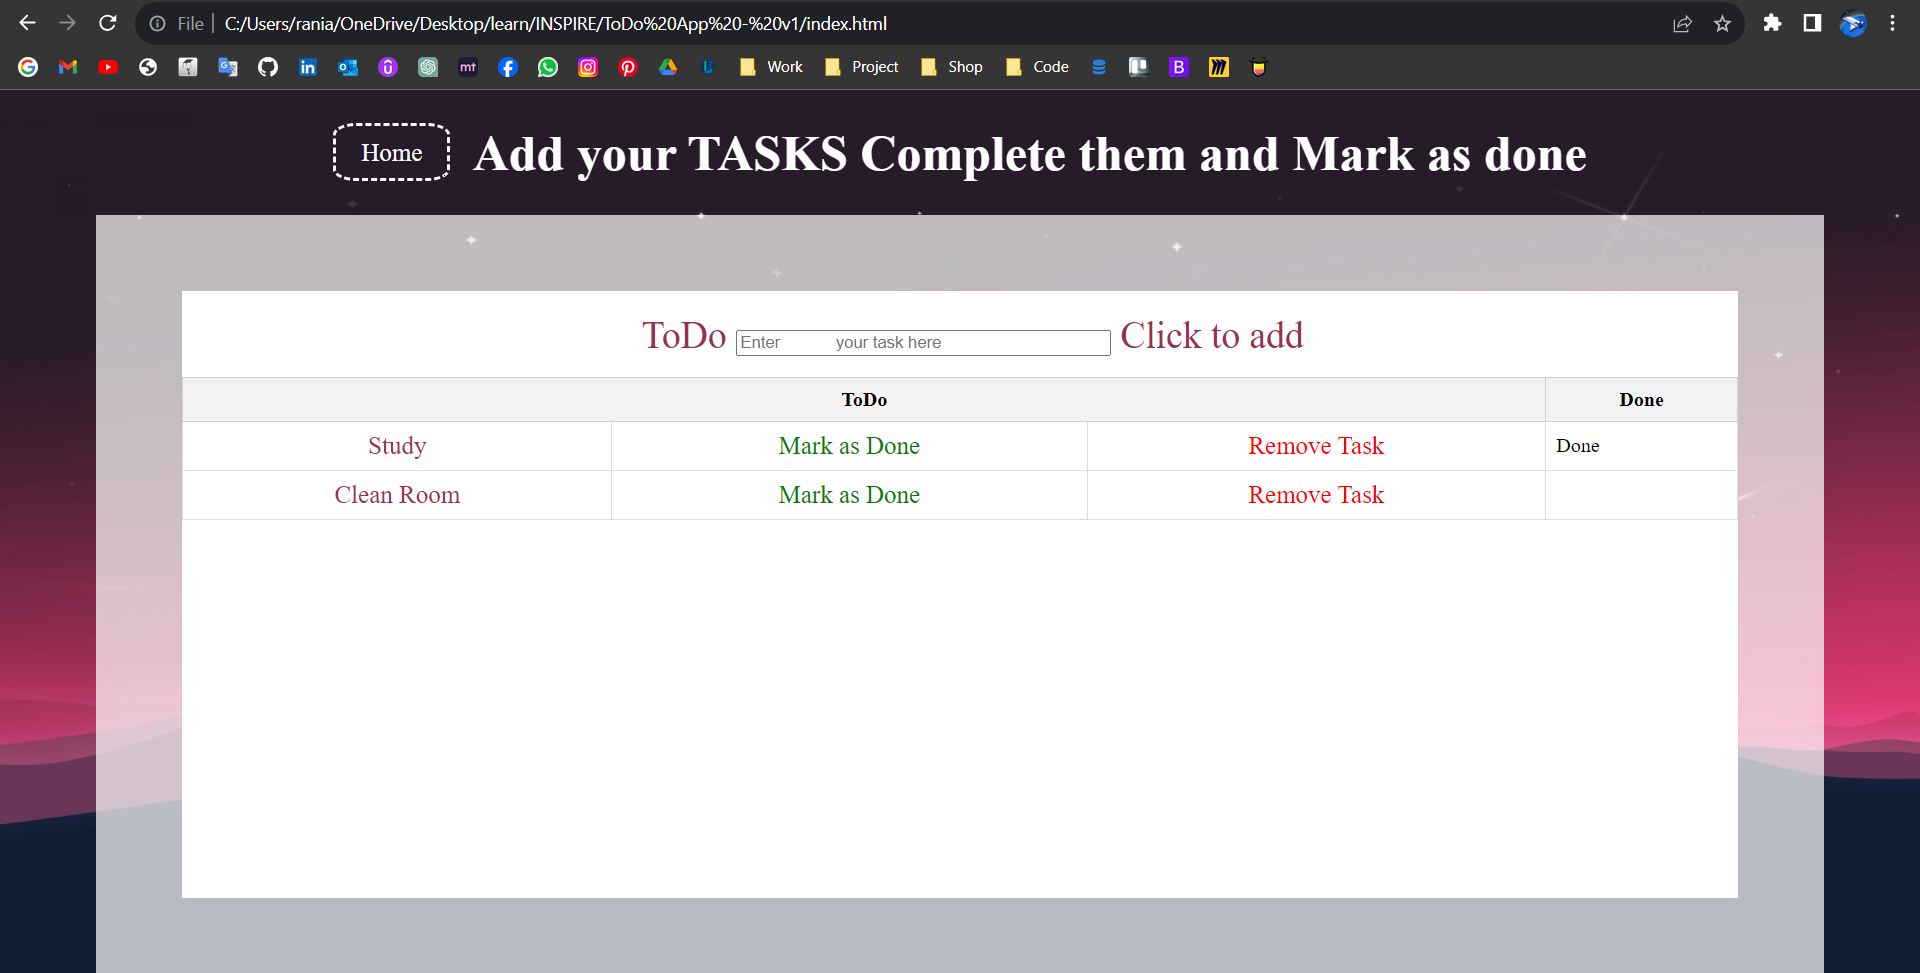 File C:/Users/rania/OneDrive/Desktop/learn/INSPIRE/ToDo%20App%20-%20v1/index.html
G in mt Work Project Shop Code B
Home Add your TASKS Complete them and Mark as done
ToDo Enter your task here Click to add
ToDo Done
Study Mark as Done Remove Task Done
Clean Room Mark as Done Remove Task